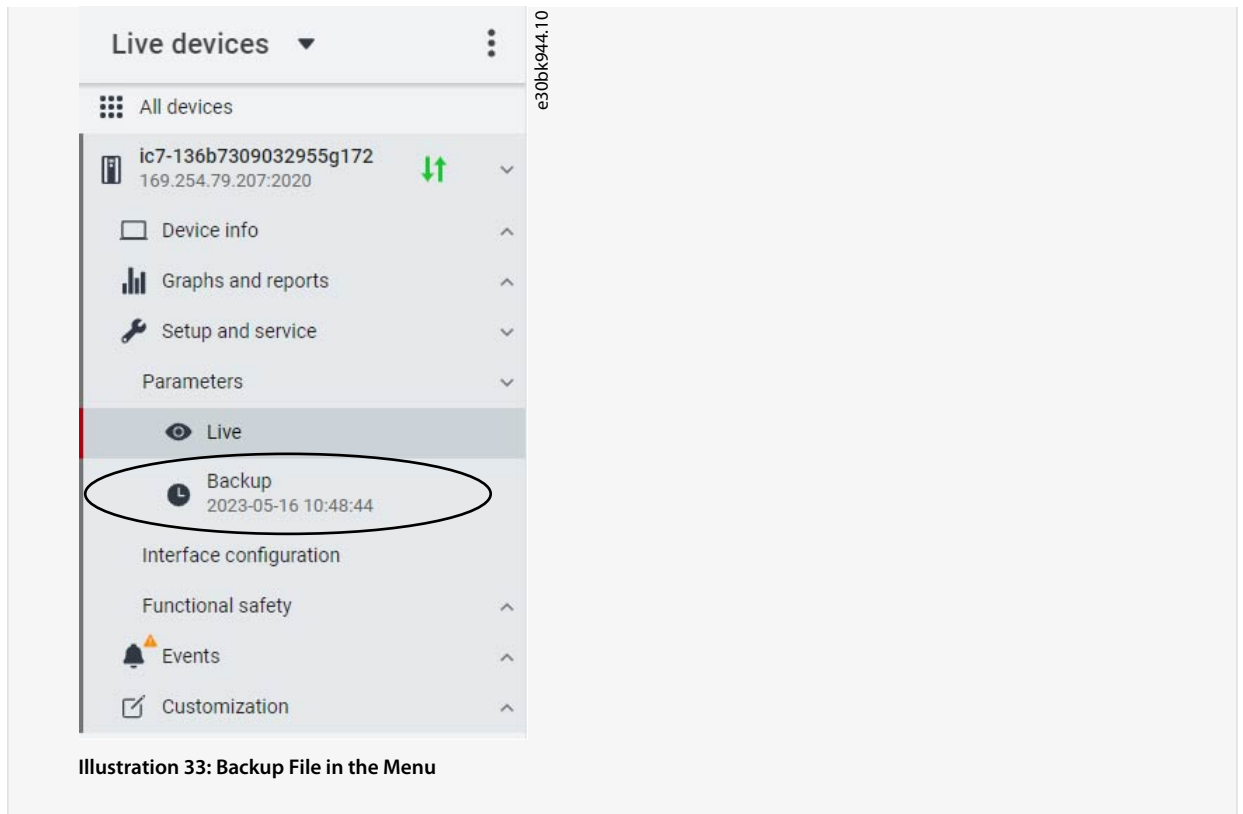 Live devices
e30bk944.10
All devices
ic7-136b7309032955g172
169.254.79.207:2020
Device info
Graphs and reports
Setup and service
Parameters
Live
Backup
2023-05-16 10:48:44
Interface configuration
Functional safety
Events
Customization
Illustration 33: Backup File in the Menu